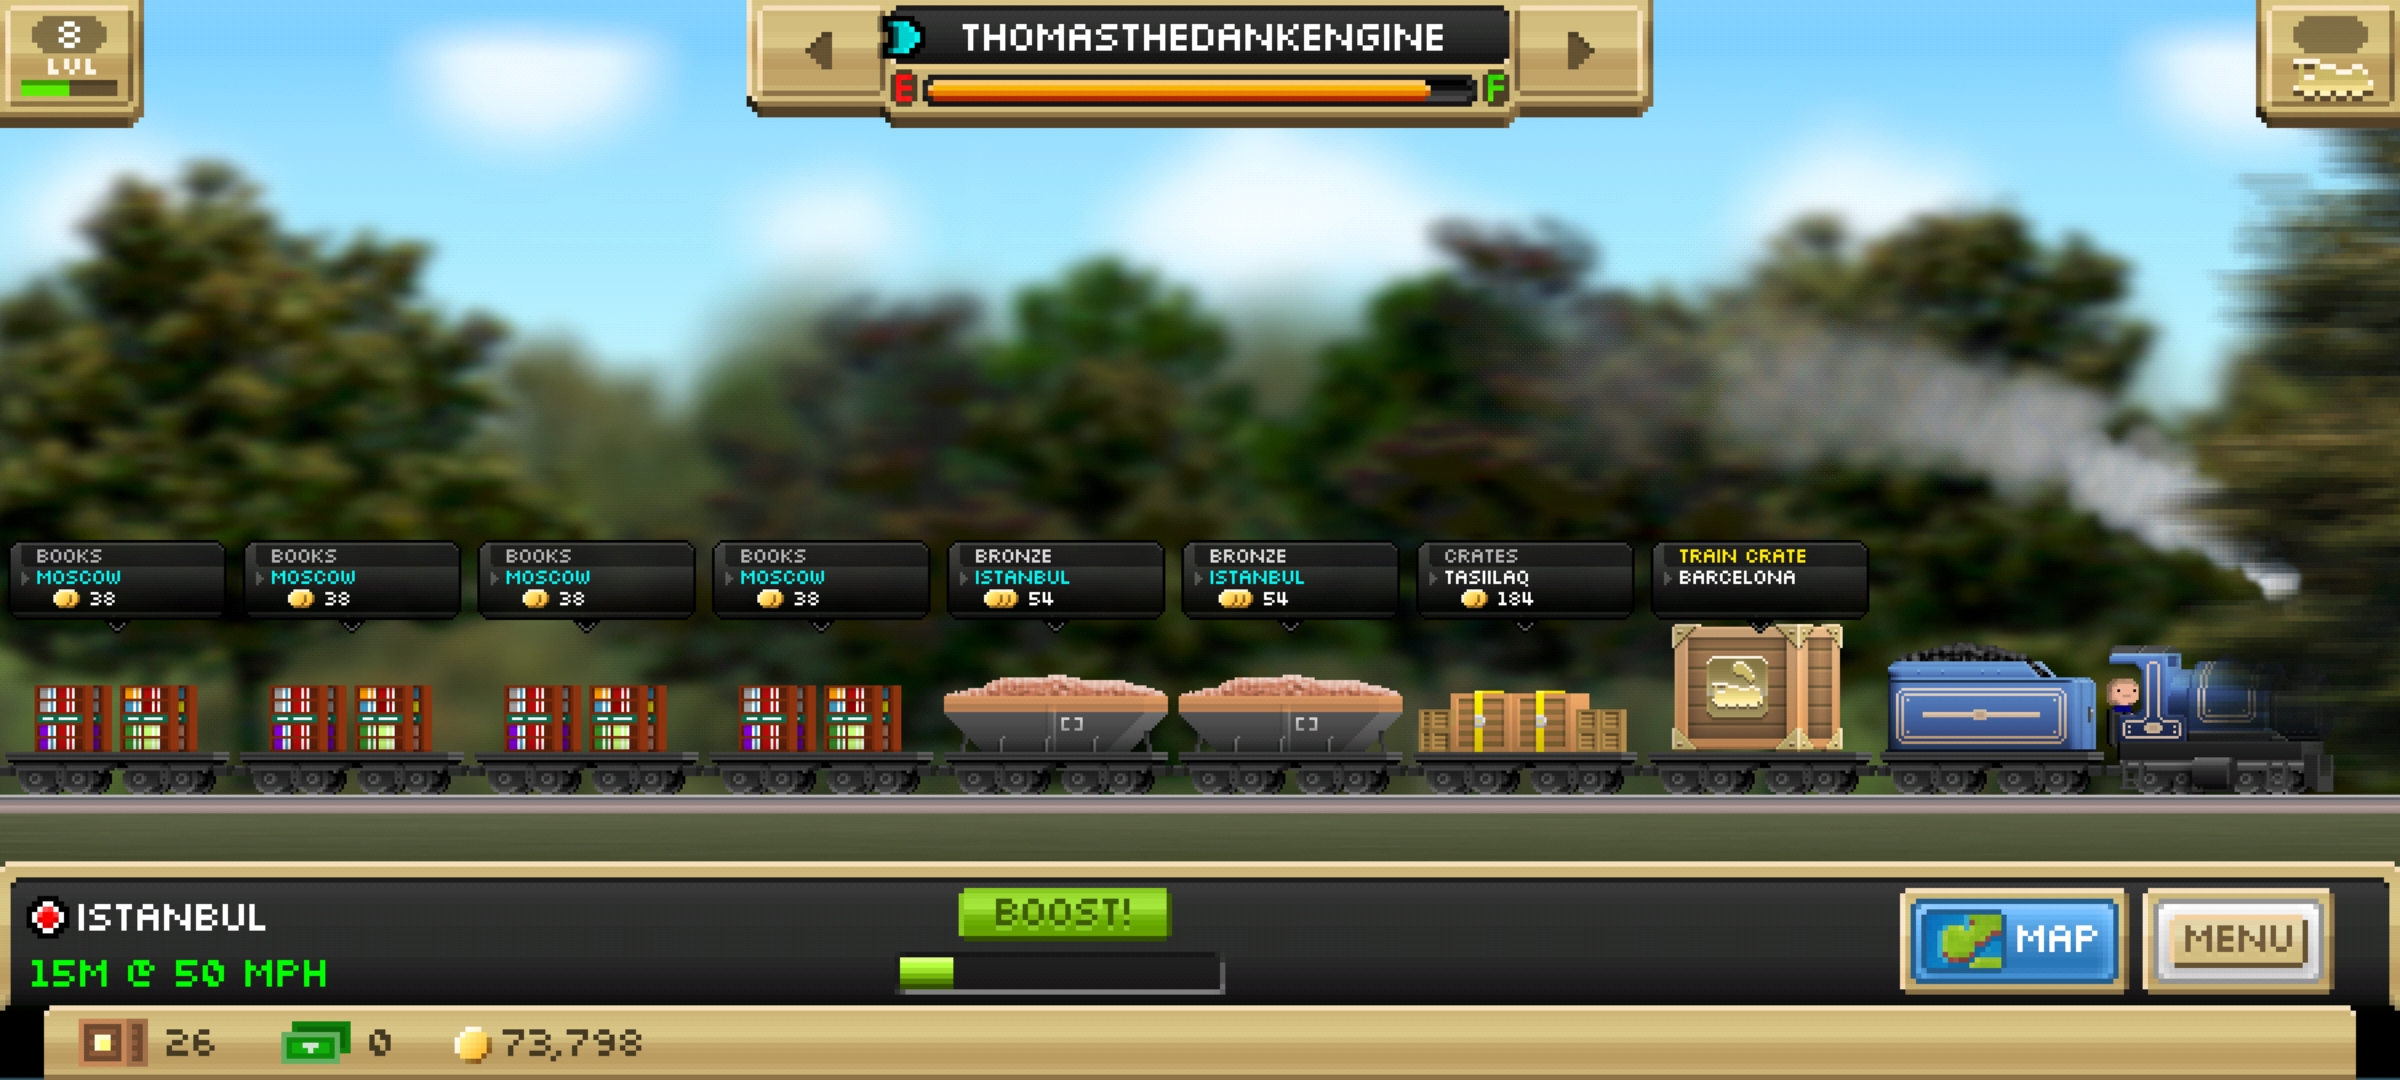 8
LVL
THOMASTHEDANKENGINE
E F
BOOKS
MOSCOW
38
BOOKS
MOSCOW
38
BOOKS
MOSCOW
38
BOOKS
MOSCOW
38
BRONZE
ISTANBUL
54
BRONZE
ISTANBUL
54
CRATES
TASIILAQ
184
TRAIN CRATE
BARCELONA
ISTANBUL
15M @ 50 MPH
BOOST!
MAP
MENU
26
0
73,798